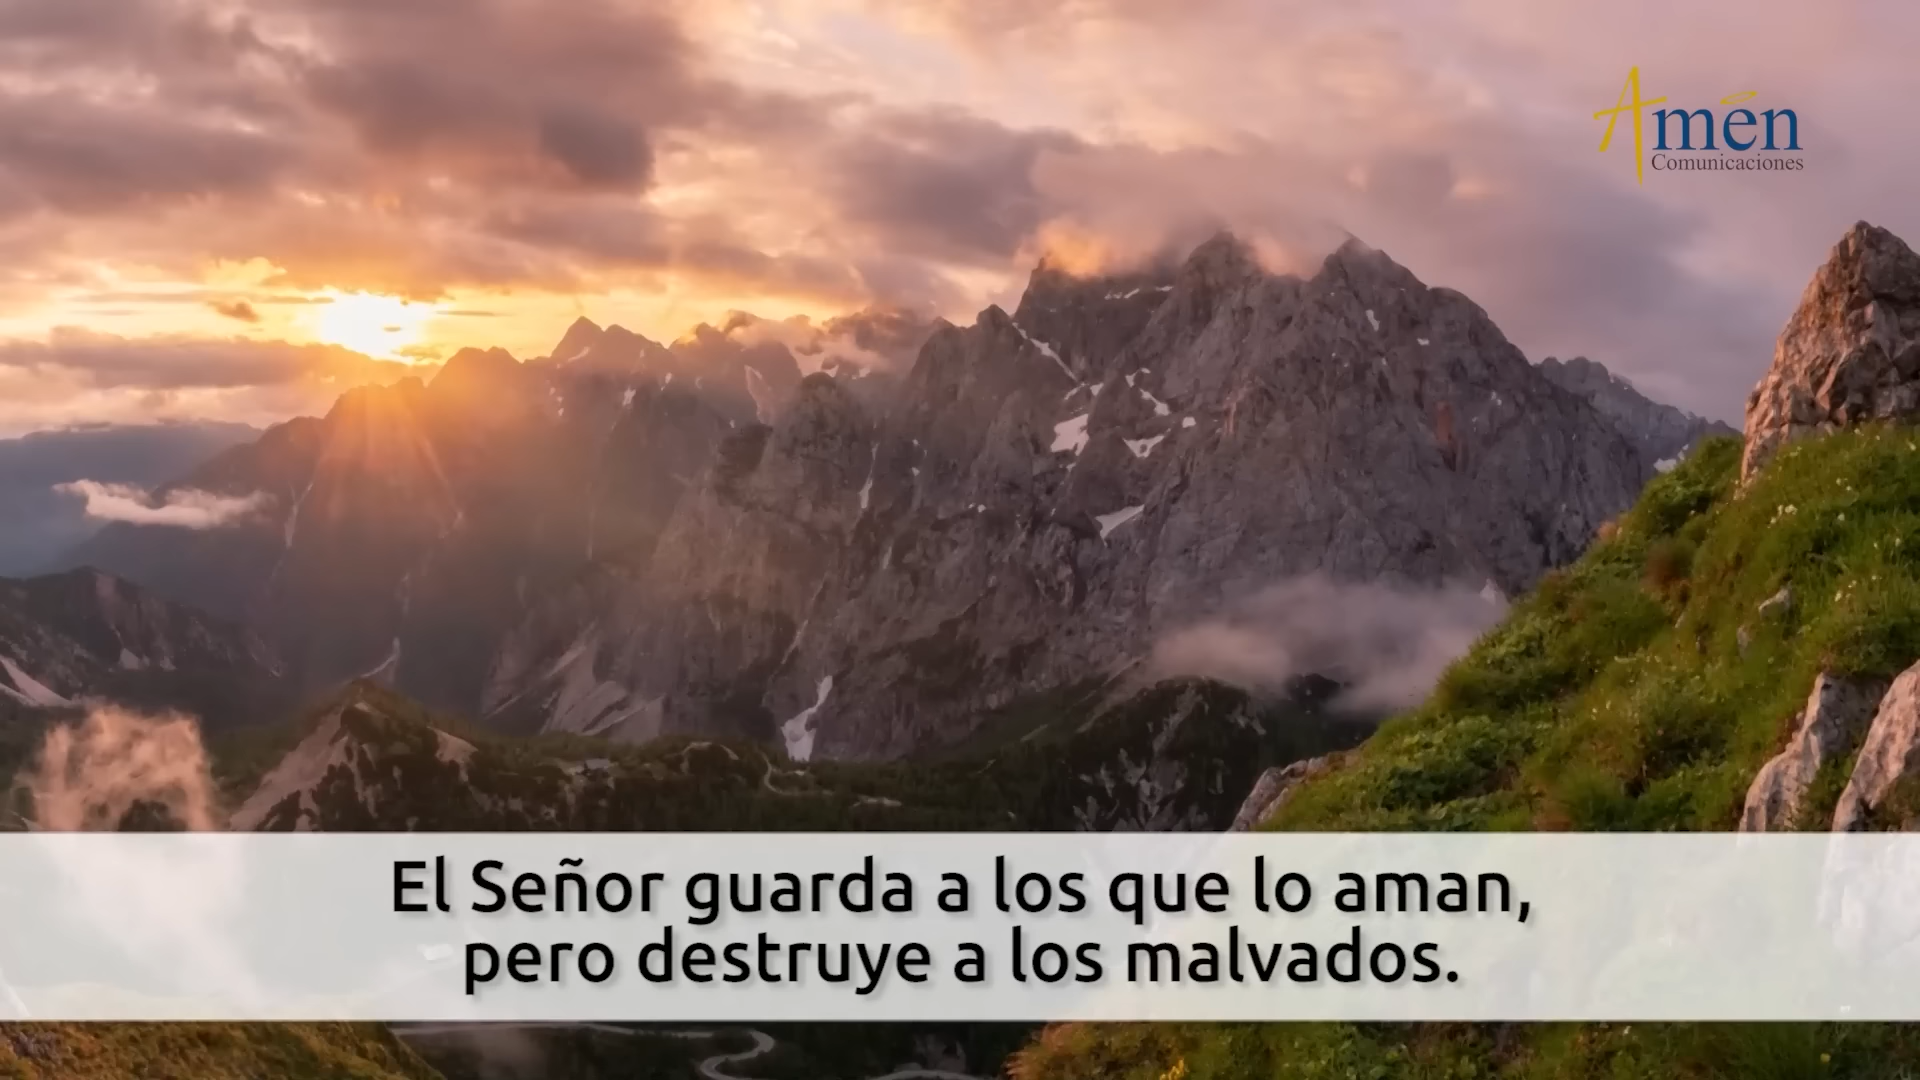 Amén
Comunicaciones
El Señor guarda a los que lo aman,
pero destruye a los malvados.